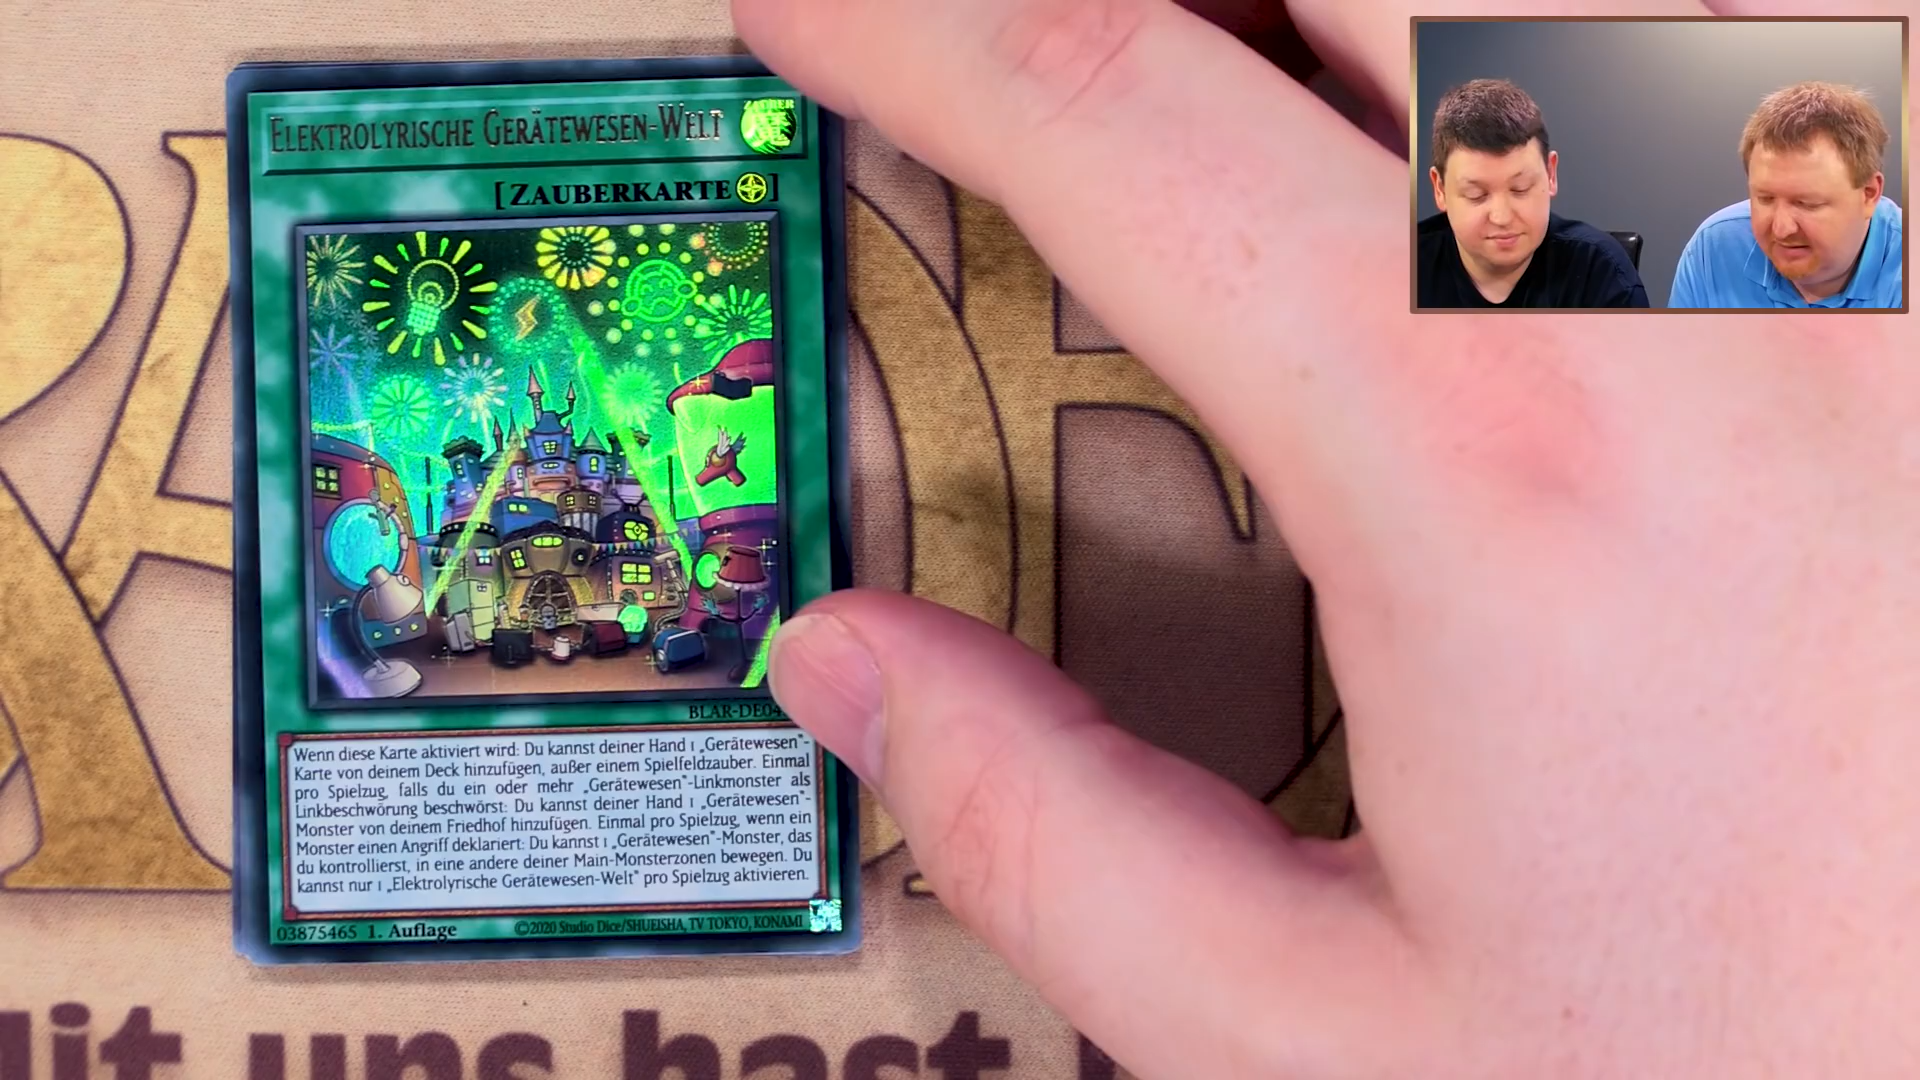 ELEKTROLYRISCHE GERÄTEWESEN-WELT
ZAUBER
[ZAUBERKARTE]
BLAR-DE04
Wenn diese Karte aktiviert wird: Du kannst deiner Hand 1 „Gerätewesen“-
Karte von deinem Deck hinzufügen, außer einem Spielfeldzauber. Einmal
pro Spielzug, falls du ein oder mehr „Gerätewesen“-Linkmonster als
Linkbeschwörung beschwörst: Du kannst deiner Hand 1 „Gerätewesen“-
Monster von deinem Friedhof hinzufügen. Einmal pro Spielzug, wenn ein
Monster einen Angriff deklariert: Du kannst 1 „Gerätewesen“-Monster, das
du kontrollierst, in eine andere deiner Main-Monsterzonen bewegen. Du
kannst nur 1 „Elektrolyrische Gerätewesen-Welt“ pro Spielzug aktivieren.
03875465 1. Auflage ©2020 Studio Dice/SHUEISHA, TV TOKYO, KONAMI
Mit uns hast